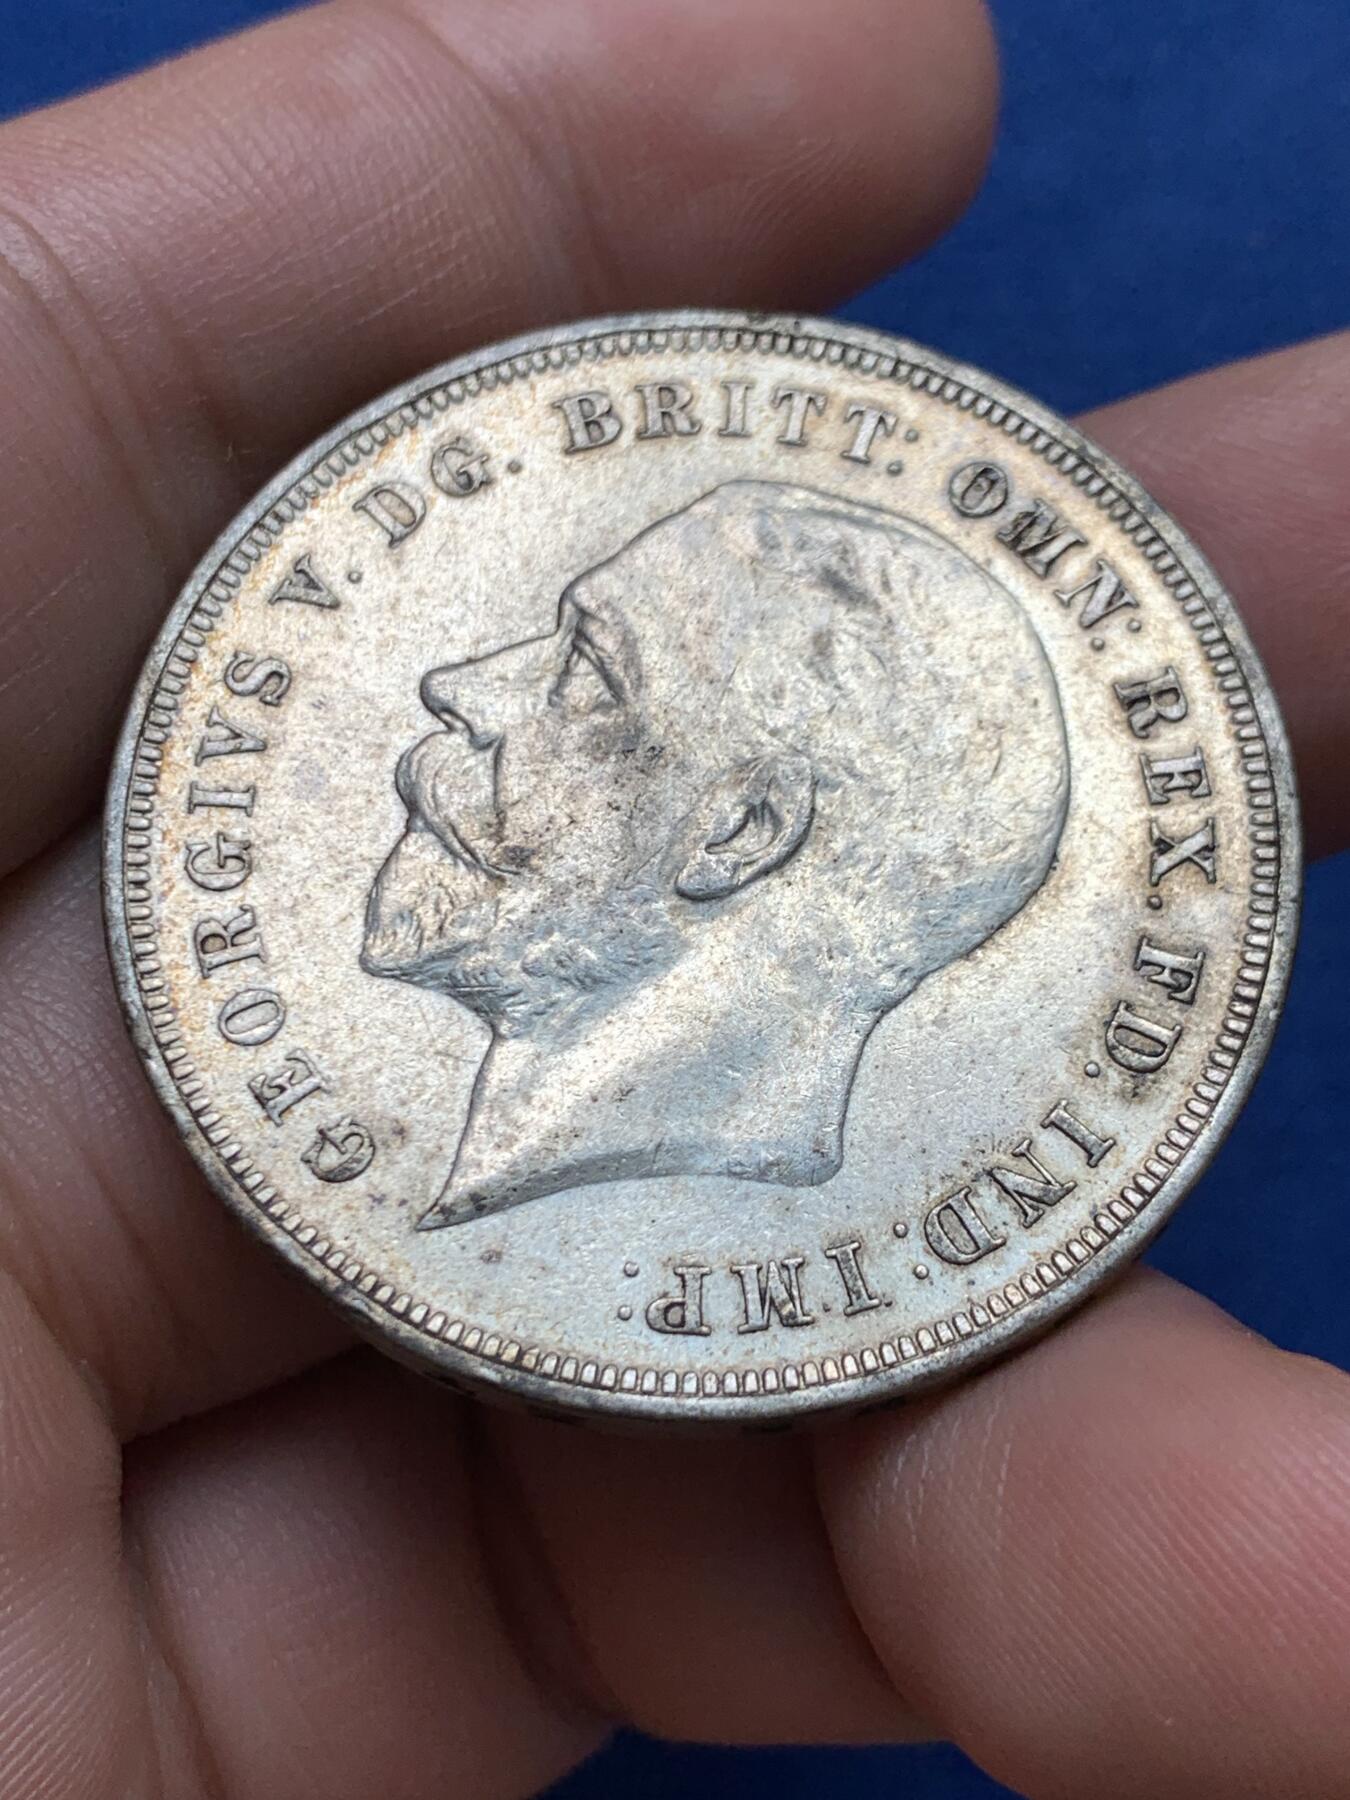 GEORGIVS V. DG. BRITT: OMN: REX. FD: IND: IMP: